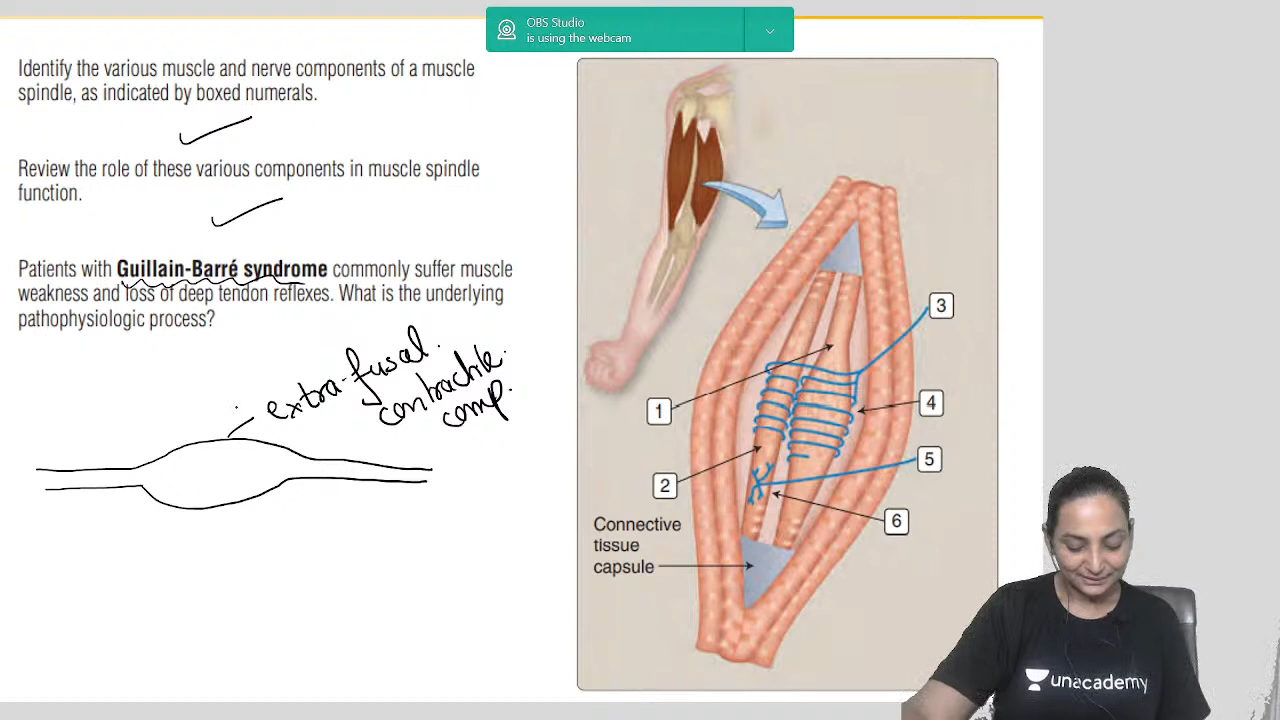 OBS Studio
is using the webcam
Identify the various muscle and nerve components of a muscle
spindle, as indicated by boxed numerals.
Review the role of these various components in muscle spindle
function.
Patients with Guillain-Barré syndrome commonly suffer muscle
weakness and loss of deep tendon reflexes. What is the underlying
pathophysiologic process?
extra-fusal.
contractile.
comp.
3
1
4
5
2
6
Connective
tissue
capsule
unacademy